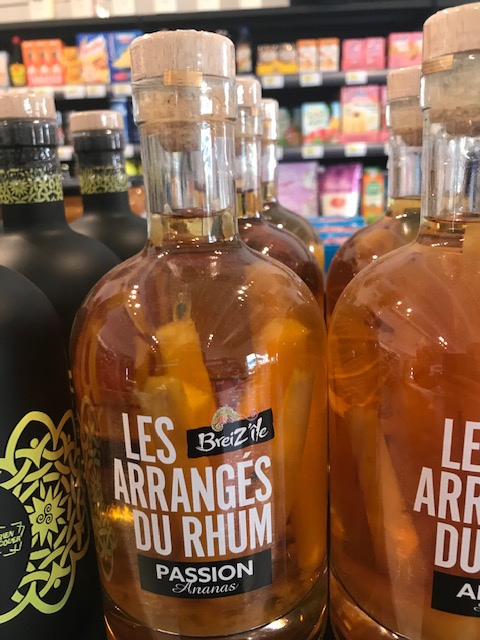 LES
BreiZ'île
ARRANGÉS
DU RHUM
PASSION
Ananas
LE
ARR
DU